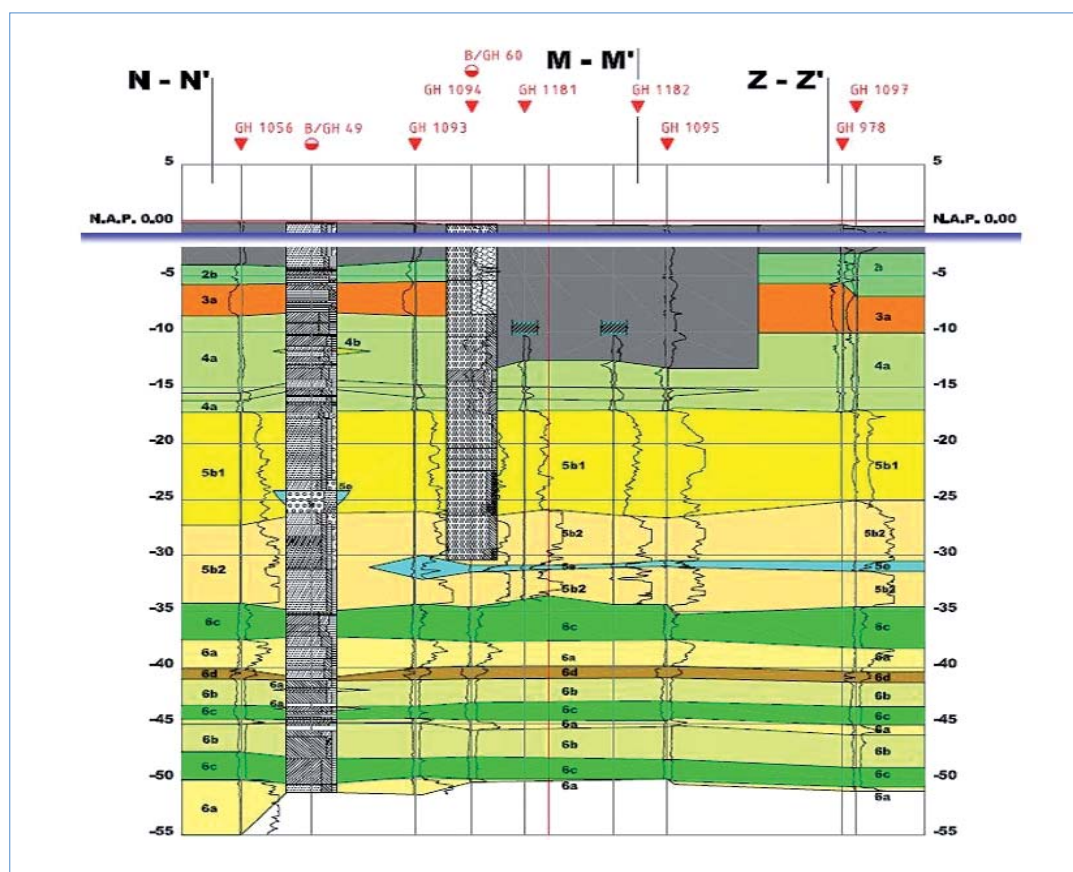 B/GH 60
M - M'
N - N'
Z - Z'
GH 1094
GH 1181
GH 1182
GH 1097
GH 1056
B/GH 49
GH 1093
GH 1095
GH 978
5
5
N.A.P. 0.00
N.A.P. 0.00
-5
2b
-5
3a
3a
-10
-10
4b
4a
4a
-15
-15
4a
-20
-20
5b1
5b1
5b1
-25
5e
-25
5b2
5b2
-30
-30
5b2
5e
5e
5b2
5b2
-35
-35
6c
6c
6c
6a
6a
6a
-40
-40
6d
6d
6d
6b
6a
6b
6b
6a
6c
6c
6c
-45
6a
6a
-45
6b
6b
6b
6c
6c
6c
-50
-50
6a
6a
6a
-55
-55